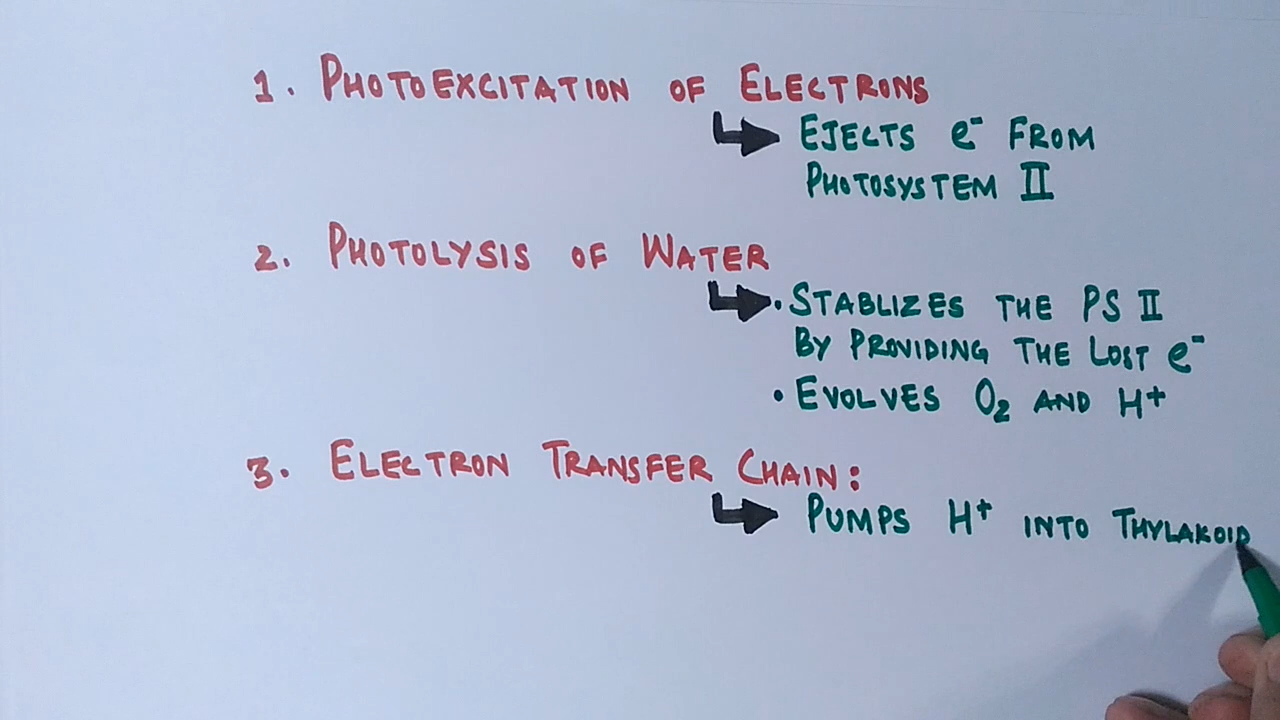 1. PHOTOEXCITATION OF ELECTRONS
EJECTS e⁻ FROM
PHOTOSYSTEM II
2. PHOTOLYSIS OF WATER
• STABLIZES THE PS II
BY PROVIDING THE LOST e⁻
• EVOLVES O₂ AND H⁺
3. ELECTRON TRANSFER CHAIN:
PUMPS H⁺ INTO THYLAKOID